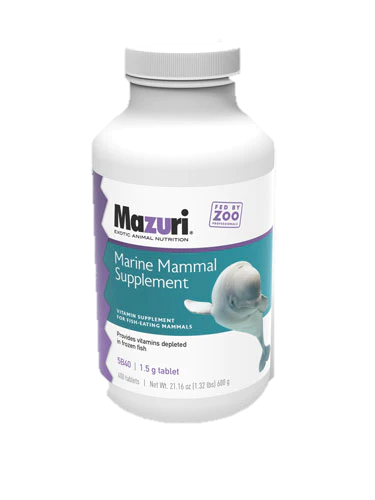 Mazuri®
EXOTIC ANIMAL NUTRITION
FED BY
ZOO
PROFESSIONALS
Marine Mammal
Supplement
VITAMIN SUPPLEMENT
FOR FISH-EATING MAMMALS
Provides vitamins depleted
in frozen fish
5B40 | 1.5 g tablet
400 tablets | Net Wt. 21.16 oz (1.32 lbs) 600 g